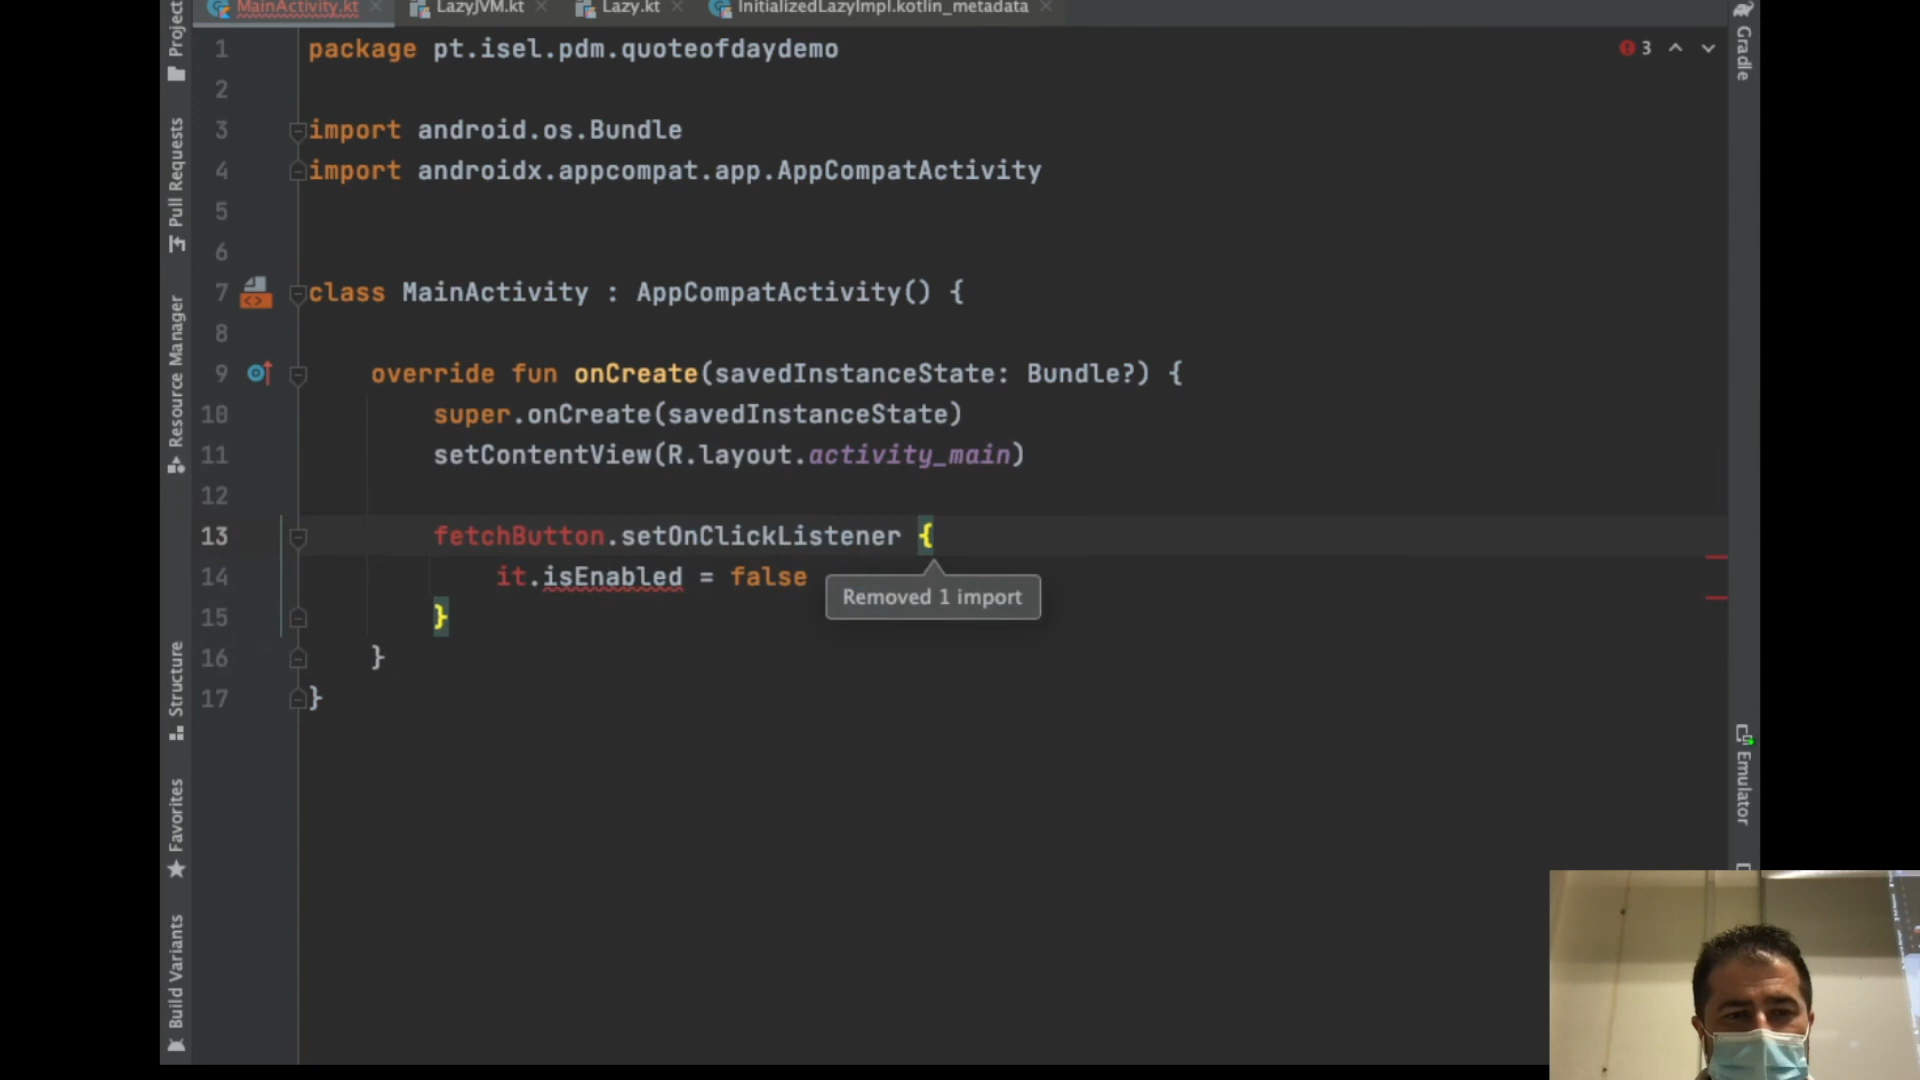 MainActivity.kt
LazyJVM.kt
Lazy.kt
InitializedLazyImpl.kotlin_metadata
Project
Pull Requests
Resource Manager
Structure
Favorites
Build Variants
Gradle
Emulator
3
1 package pt.isel.pdm.quoteofdaydemo
2
3 import android.os.Bundle
4 import androidx.appcompat.app.AppCompatActivity
5
6
7 class MainActivity : AppCompatActivity() {
8
9 override fun onCreate(savedInstanceState: Bundle?) {
10 super.onCreate(savedInstanceState)
11 setContentView(R.layout.activity_main)
12
13 fetchButton.setOnClickListener {
14 it.isEnabled = false
Removed 1 import
15 }
16 }
17 }